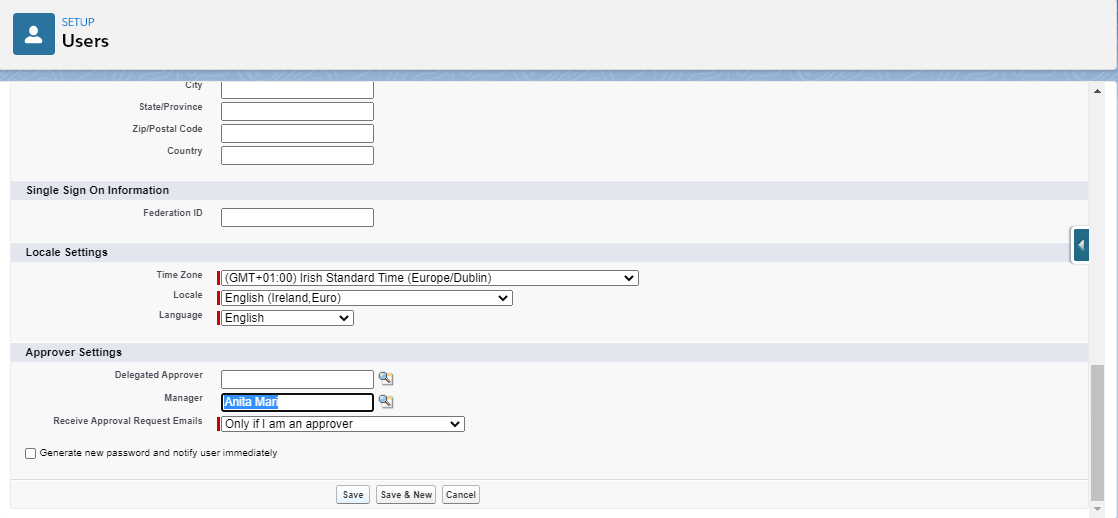 SETUP
Users
City
State/Province
Zip/Postal Code
Country
Single Sign On Information
Federation ID
Locale Settings
Time Zone (GMT+01:00) Irish Standard Time (Europe/Dublin)
Locale English (Ireland,Euro)
Language English
Approver Settings
Delegated Approver
Manager Anita Mari
Receive Approval Request Emails Only if I am an approver
Generate new password and notify user immediately
Save Save & New Cancel